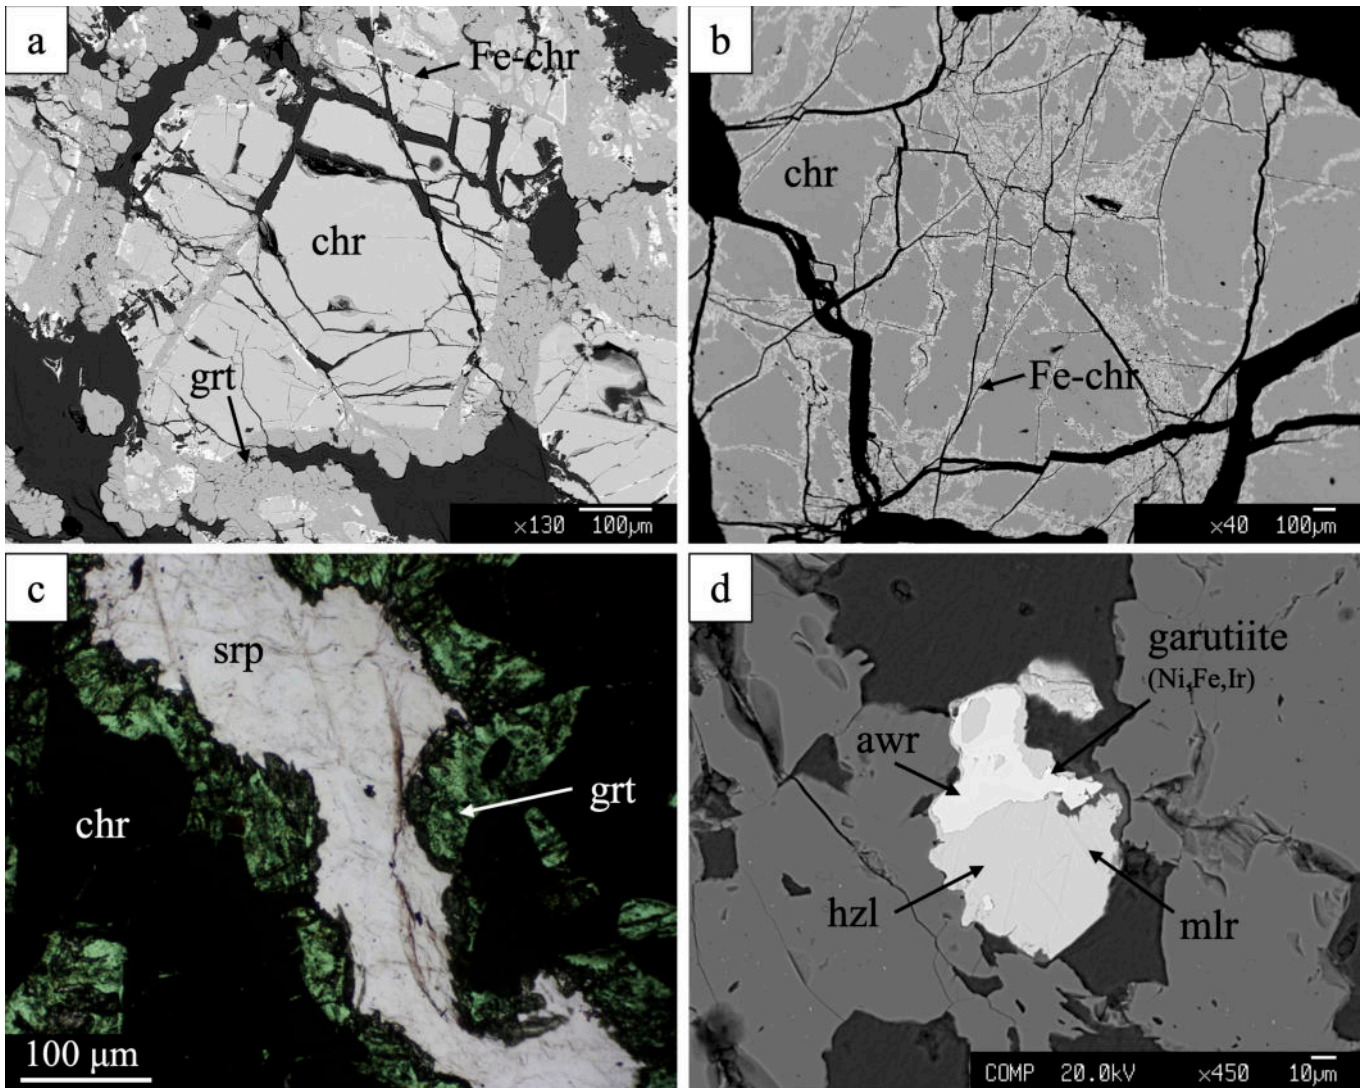 a
Fe-chr
chr
grt
×130 100μm
b
chr
Fe-chr
×40 100μm
c
srp
grt
chr
100 μm
d
garutiite
(Ni,Fe,Ir)
awr
hzl
mlr
COMP 20.0kV ×450 10μm